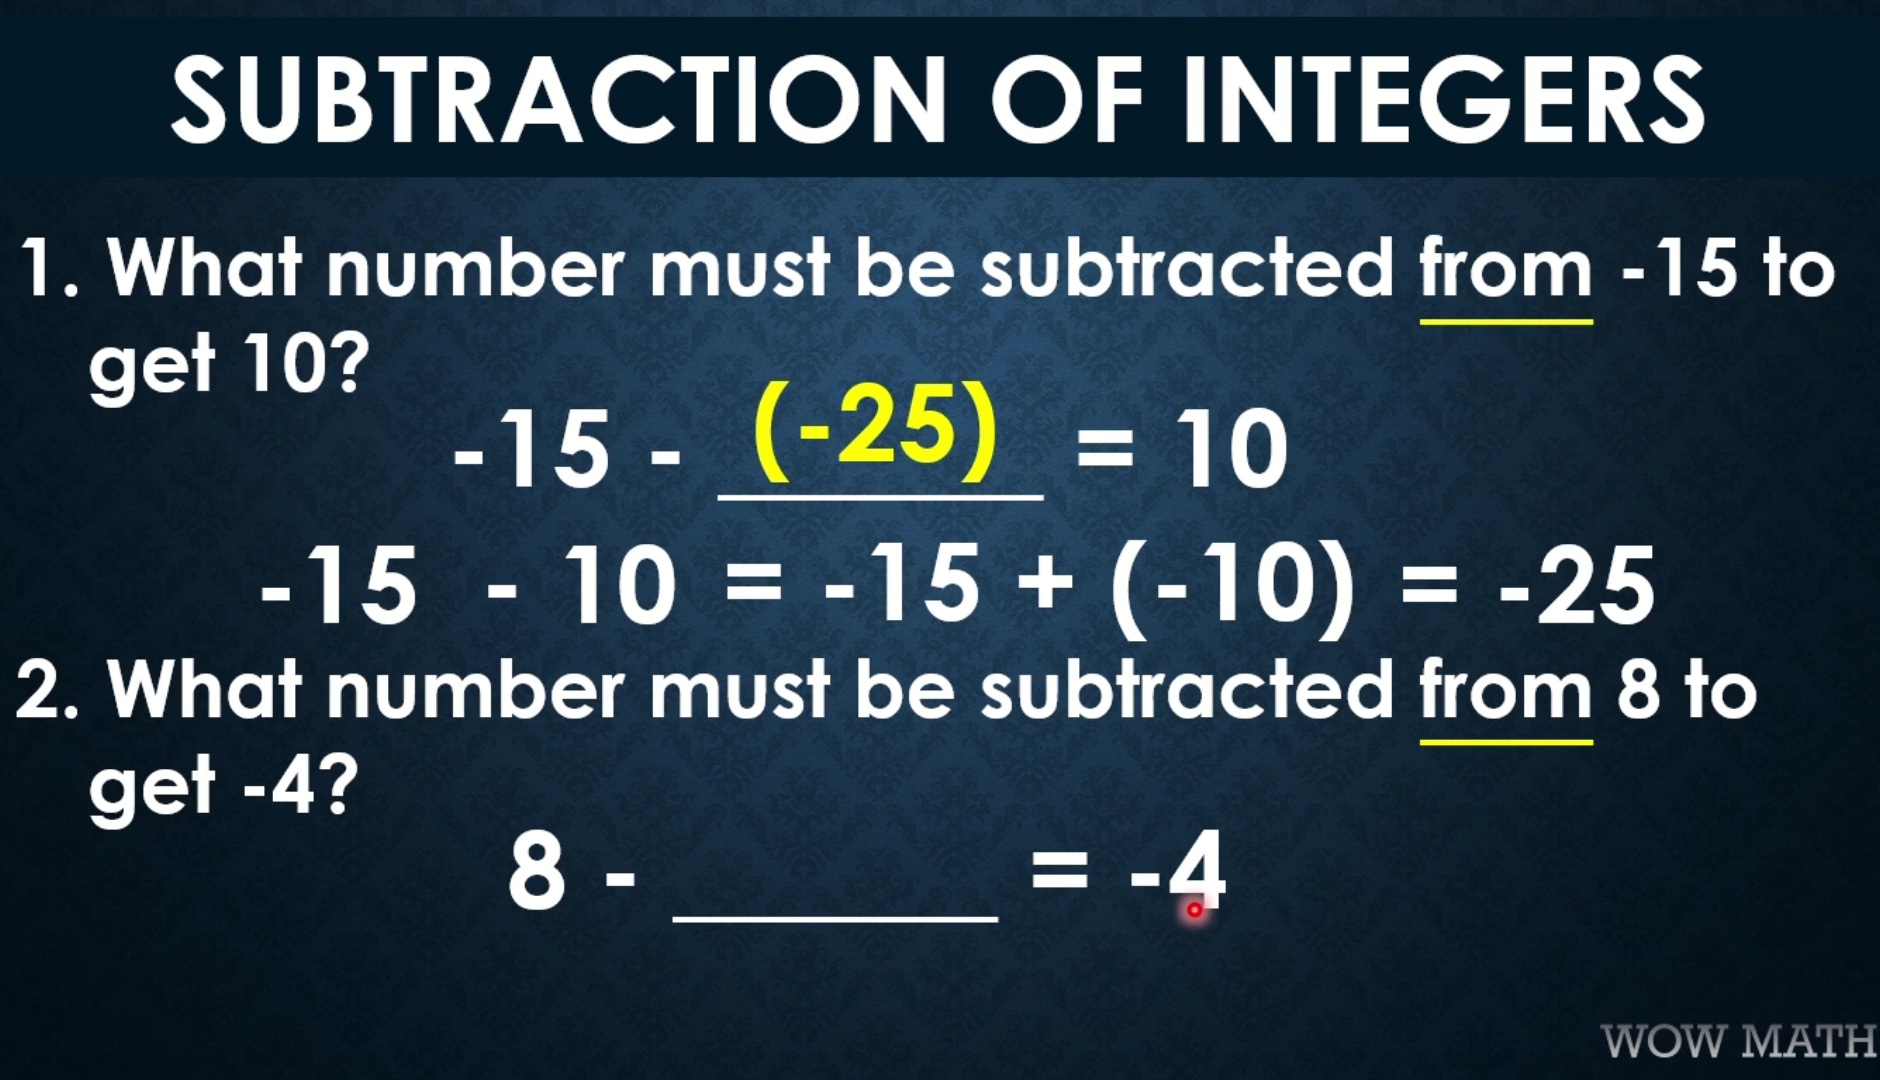 SUBTRACTION OF INTEGERS
1. What number must be subtracted from -15 to
get 10?
-15 - (-25) = 10
-15 - 10 = -15 + (-10) = -25
2. What number must be subtracted from 8 to
get -4?
8 - ________ = -4
WOW MATH